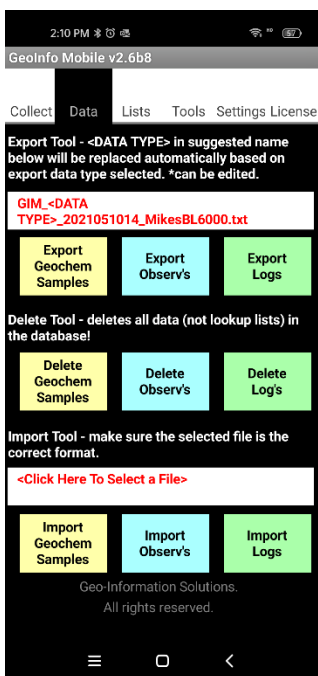 2:10 PM
67
GeoInfo Mobile v2.6b8
Collect Data Lists Tools Settings License
Export Tool - <DATA TYPE> in suggested name
below will be replaced automatically based on
export data type selected. *can be edited.
GIM_<DATA
TYPE>_2021051014_MikesBL6000.txt
Export
Geochem
Samples
Export
Observ's
Export
Logs
Delete Tool - deletes all data (not lookup lists) in
the database!
Delete
Geochem
Samples
Delete
Observ's
Delete
Log's
Import Tool - make sure the selected file is the
correct format.
<Click Here To Select a File>
Import
Geochem
Samples
Import
Observ's
Import
Logs
Geo-Information Solutions.
All rights reserved.